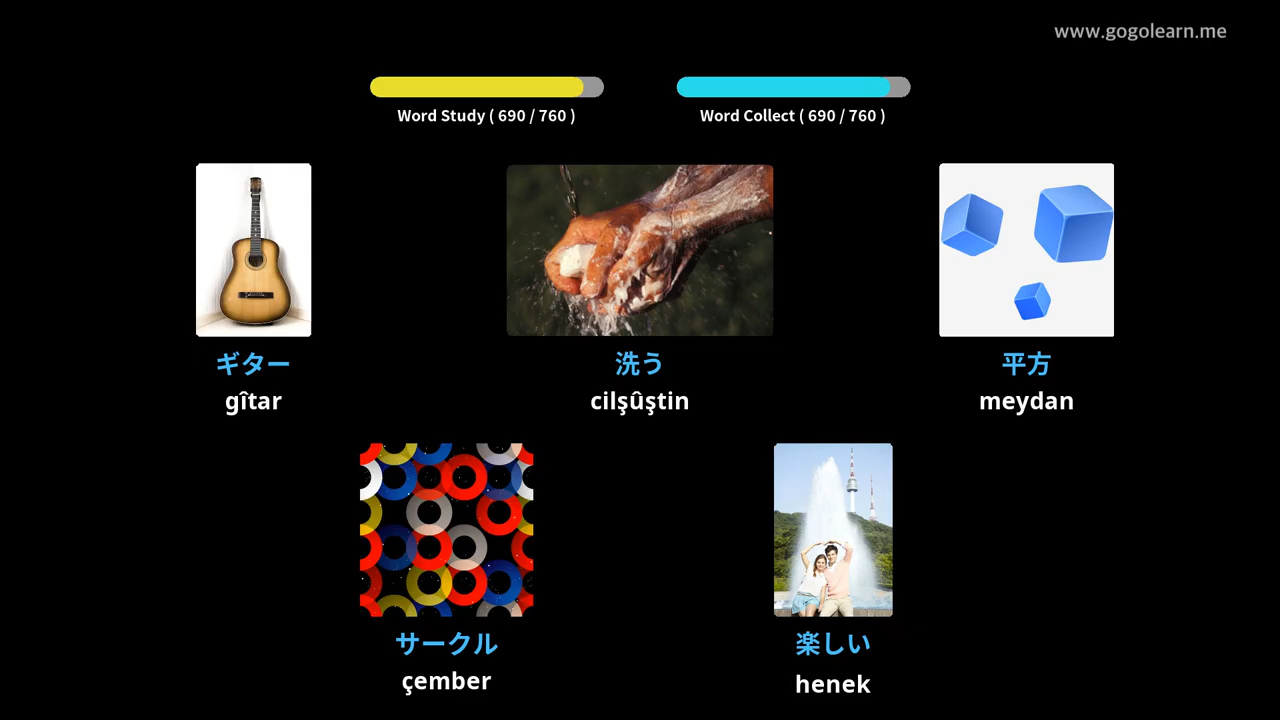 www.gogolearn.me
Word Study ( 690 / 760 )
Word Collect ( 690 / 760 )
ギター
gîtar
洗う
cilşûştin
平方
meydan
サークル
çember
楽しい
henek